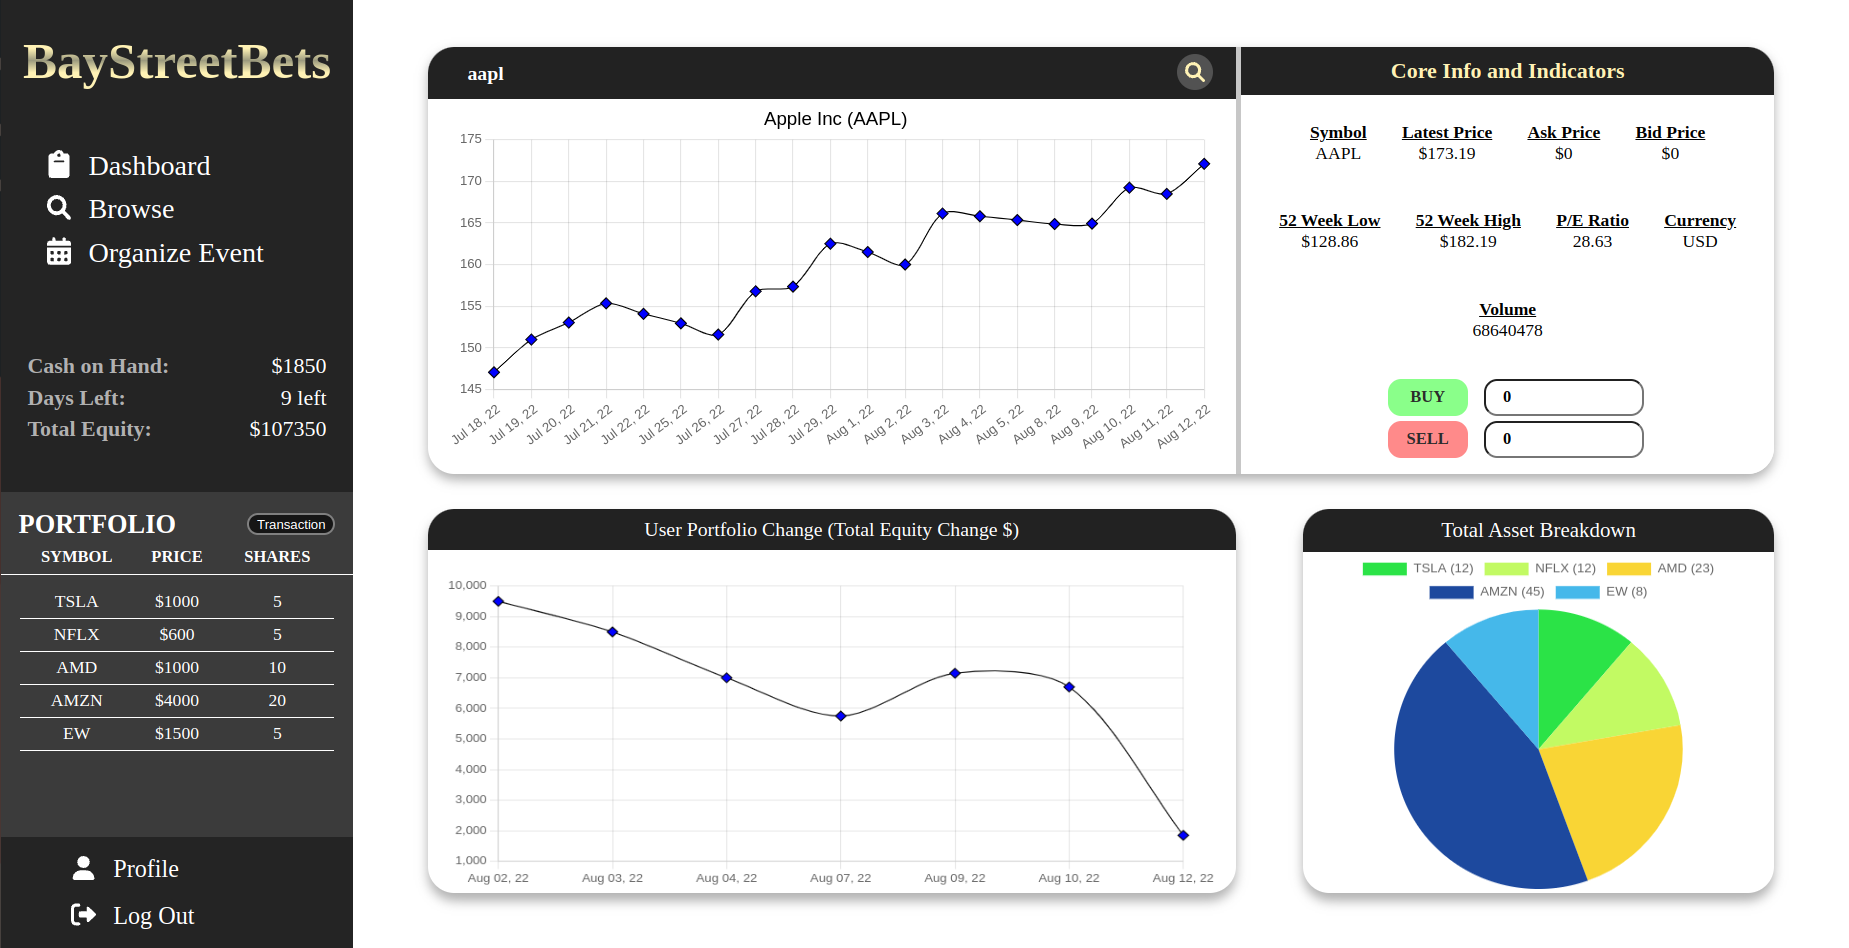 BayStreetBets
Dashboard
Browse
Organize Event
Cash on Hand: $1850
Days Left: 9 left
Total Equity: $107350
PORTFOLIO Transaction
SYMBOL PRICE SHARES
TSLA $1000 5
NFLX $600 5
AMD $1000 10
AMZN $4000 20
EW $1500 5
Profile
Log Out
aapl
Apple Inc (AAPL)
175
170
165
160
155
150
145
Jul 18, 22 Jul 19, 22 Jul 20, 22 Jul 21, 22 Jul 22, 22 Jul 25, 22 Jul 26, 22 Jul 27, 22 Jul 28, 22 Jul 29, 22 Aug 1, 22 Aug 2, 22 Aug 3, 22 Aug 4, 22 Aug 5, 22 Aug 8, 22 Aug 9, 22 Aug 10, 22 Aug 11, 22 Aug 12, 22
Core Info and Indicators
Symbol Latest Price Ask Price Bid Price
AAPL $173.19 $0 $0
52 Week Low 52 Week High P/E Ratio Currency
$128.86 $182.19 28.63 USD
Volume
68640478
BUY 0
SELL 0
User Portfolio Change (Total Equity Change $)
10,000
9,000
8,000
7,000
6,000
5,000
4,000
3,000
2,000
1,000
Aug 02, 22 Aug 03, 22 Aug 04, 22 Aug 07, 22 Aug 09, 22 Aug 10, 22 Aug 12, 22
Total Asset Breakdown
TSLA (12) NFLX (12) AMD (23)
AMZN (45) EW (8)